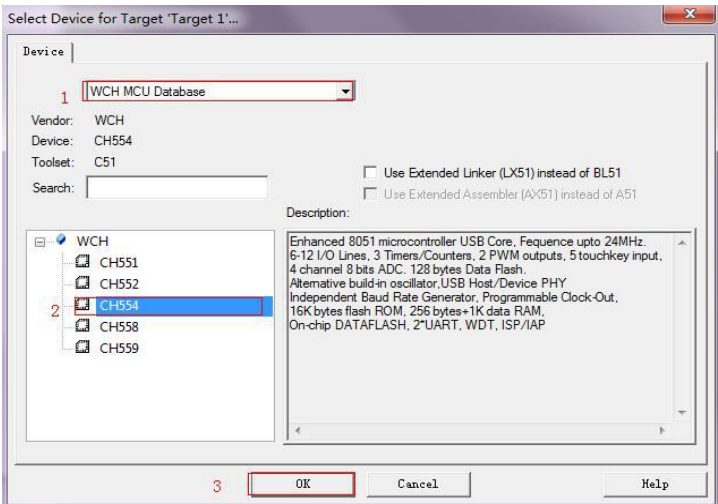 Select Device for Target 'Target 1'...
Device
1
WCH MCU Database
Vendor: WCH
Device: CH554
Toolset: C51
Search:
Use Extended Linker (LX51) instead of BL51
Use Extended Assembler (AX51) instead of A51
Description:
WCH
CH551
CH552
2
CH554
CH558
CH559
Enhanced 8051 microcontroller USB Core, Fequence upto 24MHz.
6-12 I/O Lines, 3 Timers/Counters, 2 PWM outputs, 5 touchkey input,
4 channel 8 bits ADC. 128 bytes Data Flash.
Alternative build-in oscillator,USB Host/Device PHY
Independent Baud Rate Generator, Programmable Clock-Out,
16K bytes flash ROM, 256 bytes+1K data RAM,
On-chip DATAFLASH, 2*UART, WDT, ISP/IAP
3
OK
Cancel
Help